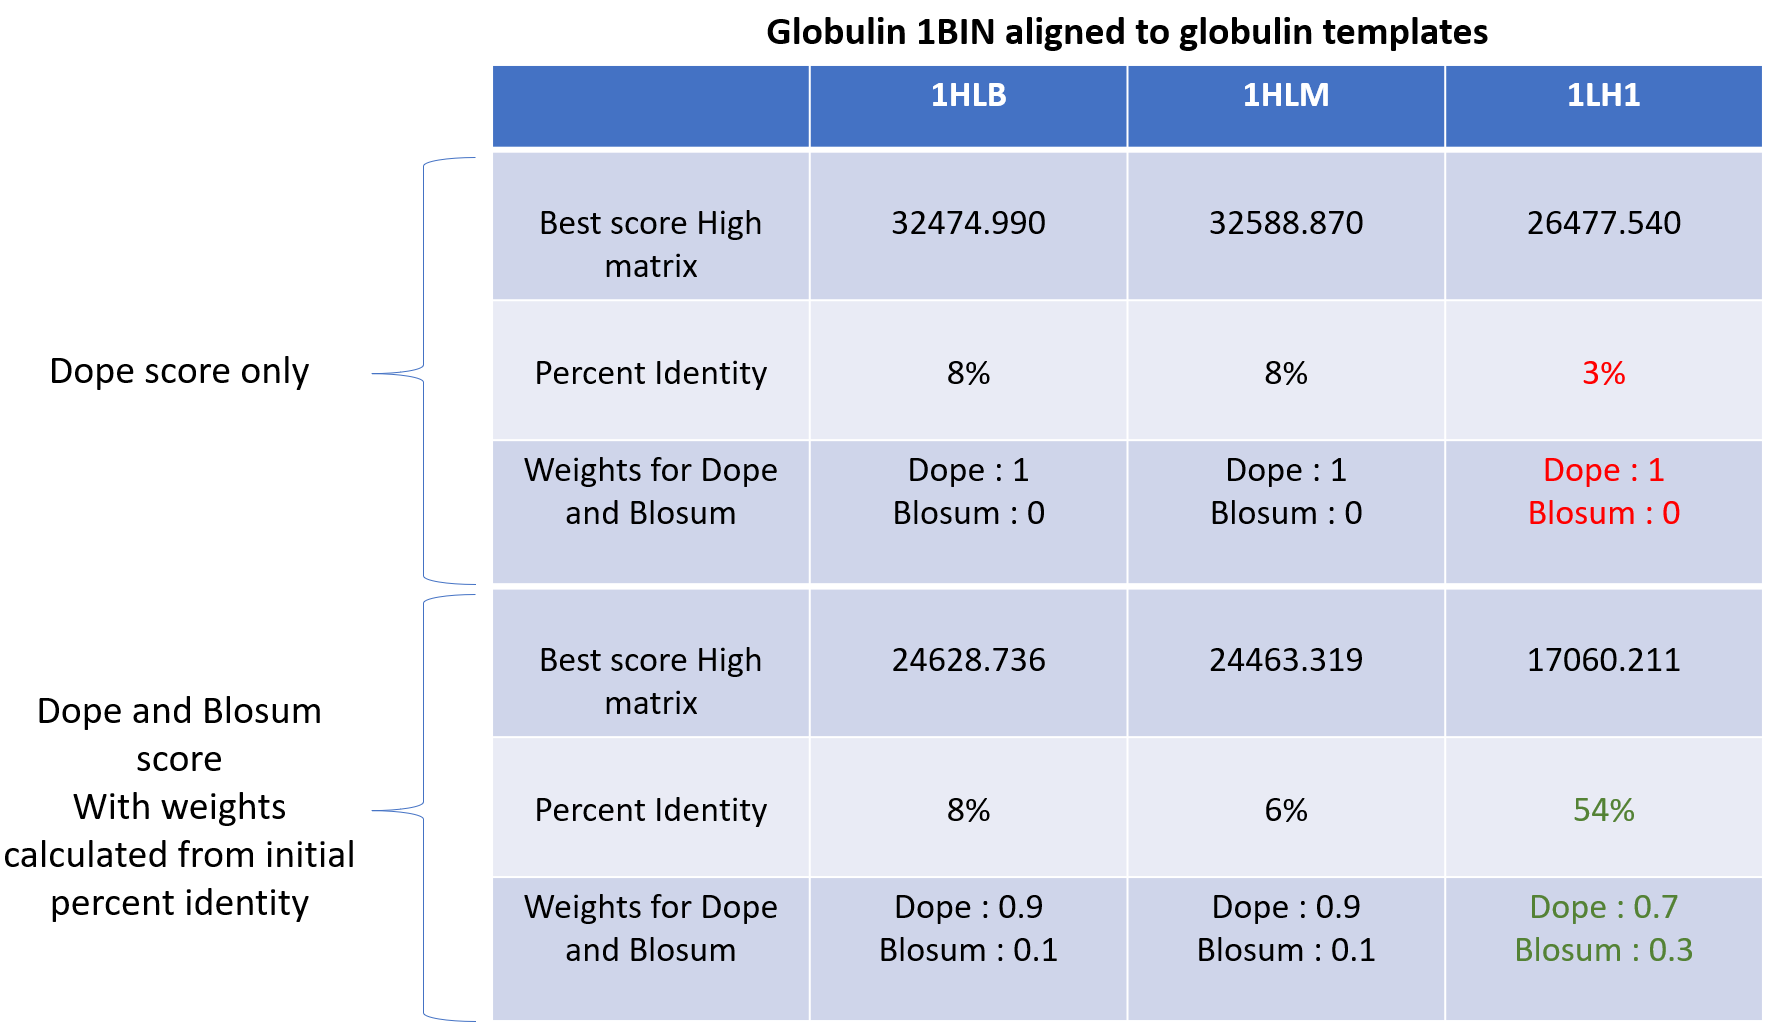 Globulin 1BIN aligned to globulin templates
1HLB 1HLM 1LH1
Dope score only
Best score High
matrix
32474.990 32588.870 26477.540
Percent Identity 8% 8% 3%
Weights for Dope
and Blosum
Dope : 1
Blosum : 0
Dope : 1
Blosum : 0
Dope : 1
Blosum : 0
Dope and Blosum
score
With weights
calculated from initial
percent identity
Best score High
matrix
24628.736 24463.319 17060.211
Percent Identity 8% 6% 54%
Weights for Dope
and Blosum
Dope : 0.9
Blosum : 0.1
Dope : 0.9
Blosum : 0.1
Dope : 0.7
Blosum : 0.3